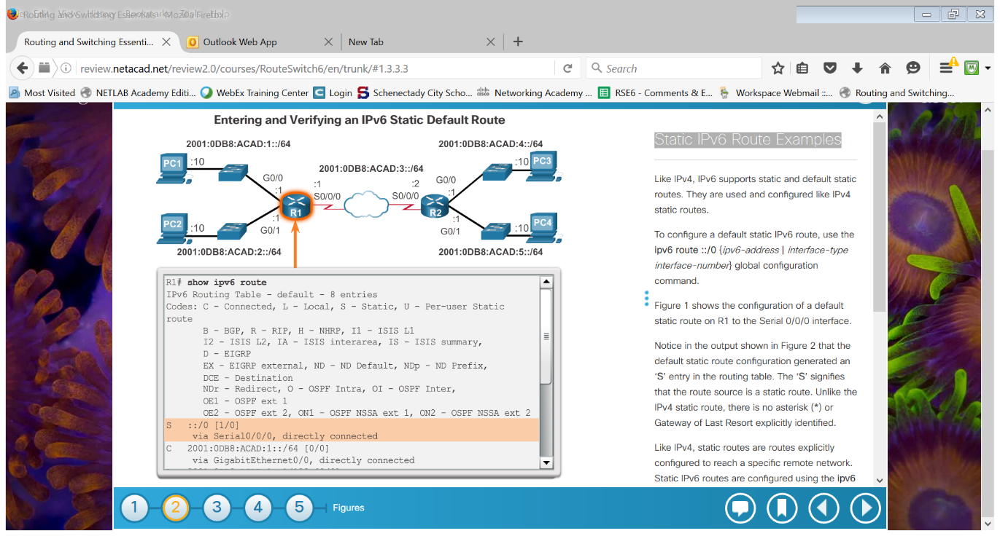 Routing and Switching Essentials - Mozilla Firefox
Routing and Switching Essenti...
Outlook Web App
New Tab
review.netacad.net/review2.0/courses/RouteSwitch6/en/trunk/#1.3.3.3
Search
Most Visited
NETLAB Academy Editi...
WebEx Training Center
Login
Schenectady City Scho...
Networking Academy ...
RSE6 - Comments & E...
Workspace Webmail ::...
Routing and Switching...
Entering and Verifying an IPv6 Static Default Route
2001:0DB8:ACAD:1::/64
2001:0DB8:ACAD:4::/64
PC1
:10
:10
PC3
2001:0DB8:ACAD:3::/64
G0/0
:1
:1
S0/0/0
:2
S0/0/0
G0/0
:1
R1
R2
PC2
:10
:1
G0/1
:1
G0/1
:10
PC4
2001:0DB8:ACAD:2::/64
2001:0DB8:ACAD:5::/64
R1# show ipv6 route
IPv6 Routing Table - default - 8 entries
Codes: C - Connected, L - Local, S - Static, U - Per-user Static
route
B - BGP, R - RIP, H - NHRP, I1 - ISIS L1
I2 - ISIS L2, IA - ISIS interarea, IS - ISIS summary,
D - EIGRP
EX - EIGRP external, ND - ND Default, NDp - ND Prefix,
DCE - Destination
NDr - Redirect, O - OSPF Intra, OI - OSPF Inter,
OE1 - OSPF ext 1
OE2 - OSPF ext 2, ON1 - OSPF NSSA ext 1, ON2 - OSPF NSSA ext 2
S ::/0 [1/0]
via Serial0/0/0, directly connected
C 2001:0DB8:ACAD:1::/64 [0/0]
via GigabitEthernet0/0, directly connected
Static IPv6 Route Examples
Like IPv4, IPv6 supports static and default static
routes. They are used and configured like IPv4
static routes.
To configure a default static IPv6 route, use the
ipv6 route ::/0 {ipv6-address | interface-type
interface-number} global configuration
command.
Figure 1 shows the configuration of a default
static route on R1 to the Serial 0/0/0 interface.
Notice in the output shown in Figure 2 that the
default static route configuration generated an
‘S’ entry in the routing table. The ‘S’ signifies
that the route source is a static route. Unlike the
IPv4 static route, there is no asterisk (*) or
Gateway of Last Resort explicitly identified.
Like IPv4, static routes are routes explicitly
configured to reach a specific remote network.
Static IPv6 routes are configured using the ipv6
1
2
3
4
5
Figures